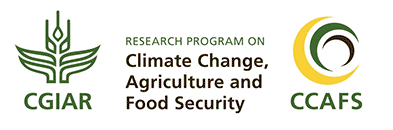 RESEARCH PROGRAM ON
Climate Change,
Agriculture and
Food Security
CGIAR
CCAFS